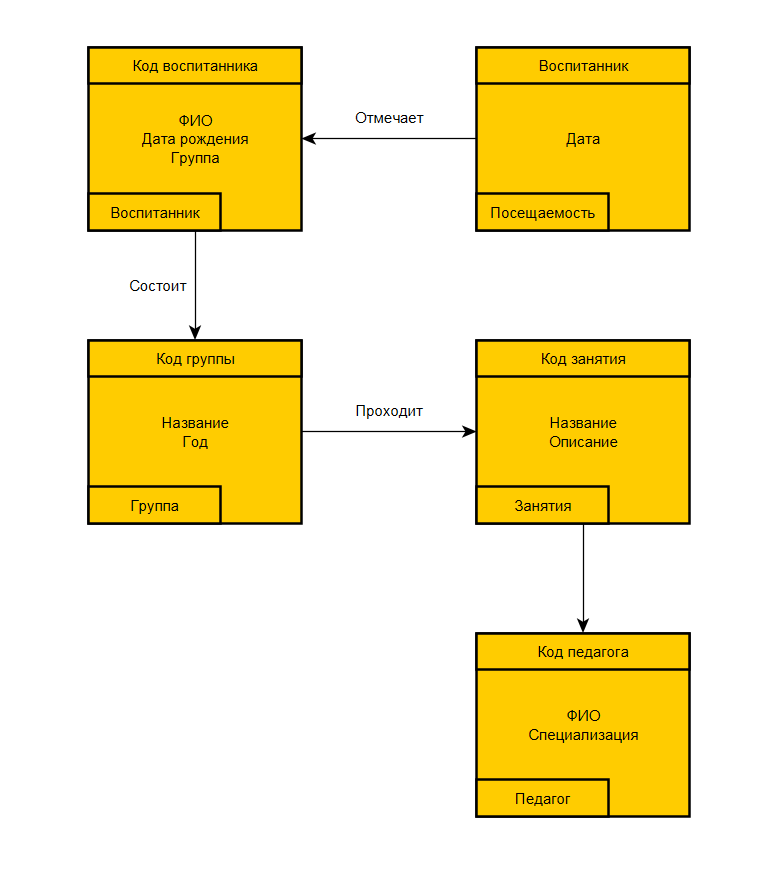 Код воспитанника
ФИО
Дата рождения
Группа
Воспитанник
Отмечает
Воспитанник
Дата
Посещаемость
Состоит
Код группы
Название
Год
Группа
Проходит
Код занятия
Название
Описание
Занятия
Код педагога
ФИО
Специализация
Педагог